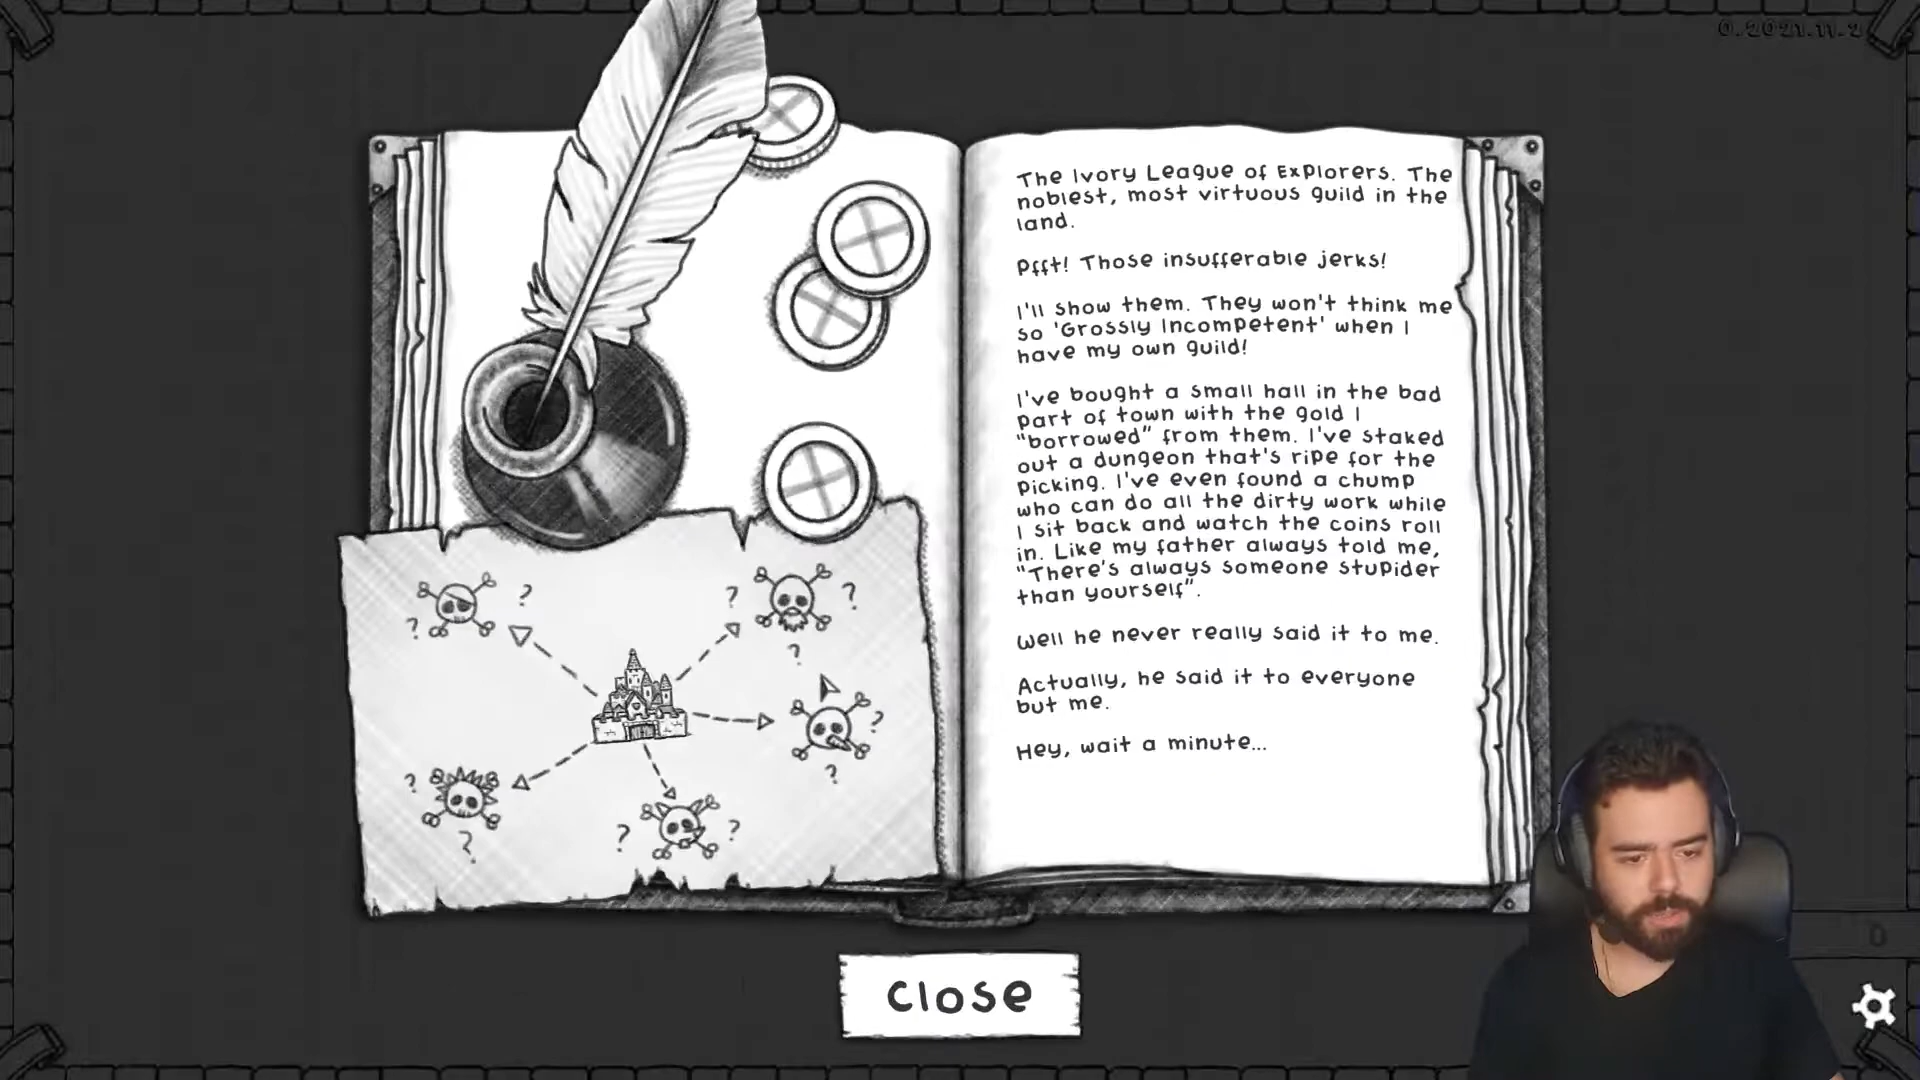 0.2021.11.2
The Ivory League of Explorers. The
noblest, most virtuous guild in the
land.
Pfft! Those insufferable jerks!
I'll show them. They won't think me
so 'Grossly Incompetent' when I
have my own guild!
I've bought a small hall in the bad
part of town with the gold I
"borrowed" from them. I've staked
out a dungeon that's ripe for the
picking. I've even found a chump
who can do all the dirty work while
I sit back and watch the coins roll
in. Like my father always told me,
"There's always someone stupider
than yourself".
Well he never really said it to me.
Actually, he said it to everyone
but me.
Hey, wait a minute...
? ? ? ?
?
?
?
? ?
? ?
?
Close
0